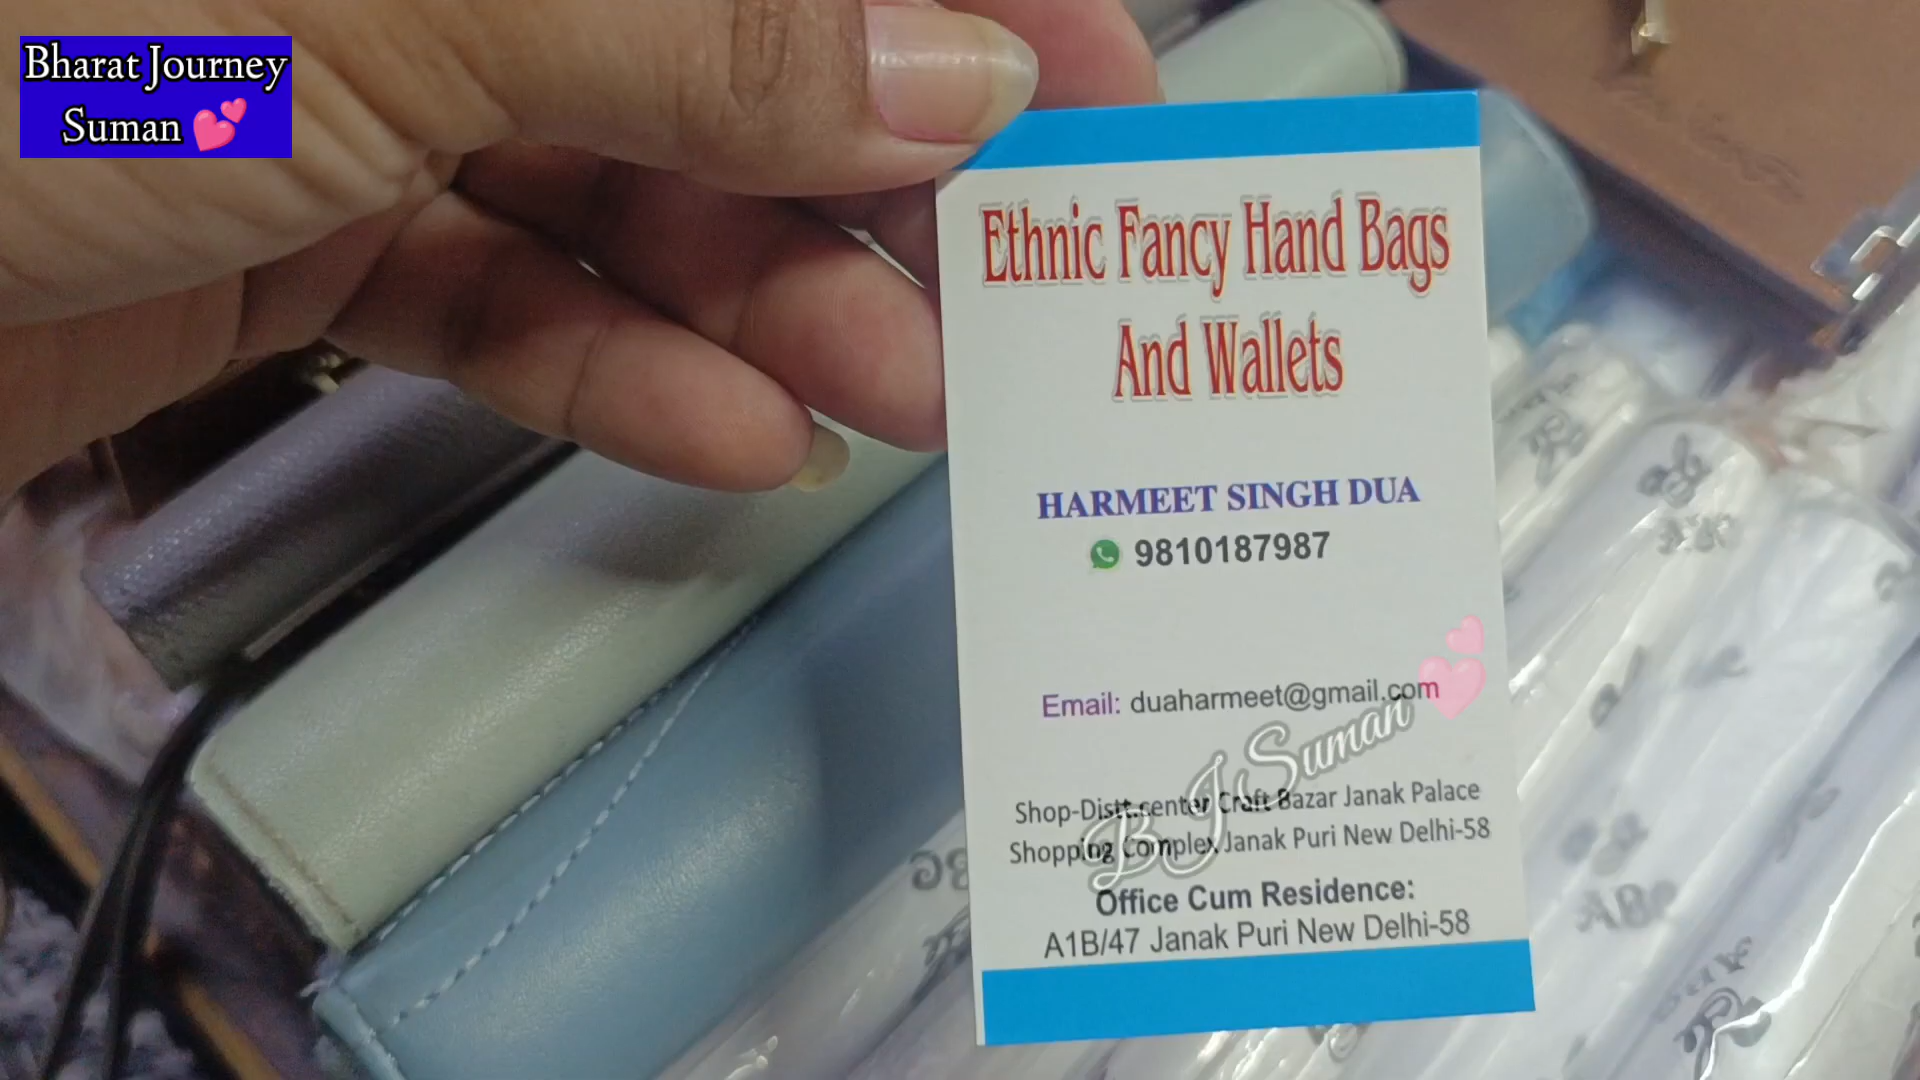 Bharat Journey
Suman 💕
Ethnic Fancy Hand Bags
And Wallets
HARMEET SINGH DUA
9810187987
Email: duaharmeet@gmail.com
BJ Suman 💕
Shop-Distt.center Craft Bazar Janak Palace
Shopping Complex Janak Puri New Delhi-58
Office Cum Residence:
A1B/47 Janak Puri New Delhi-58